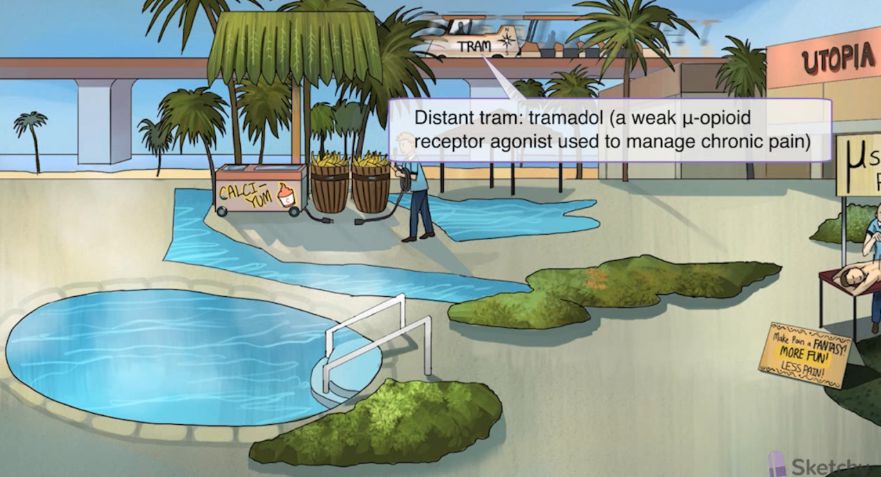 TRAM
UTOPIA
Distant tram: tramadol (a weak μ-opioid
receptor agonist used to manage chronic pain)
μs
CALCI-
YUM
Make Pain a FANTASY!
MORE FUN!
LESS PAIN!
Sketchy